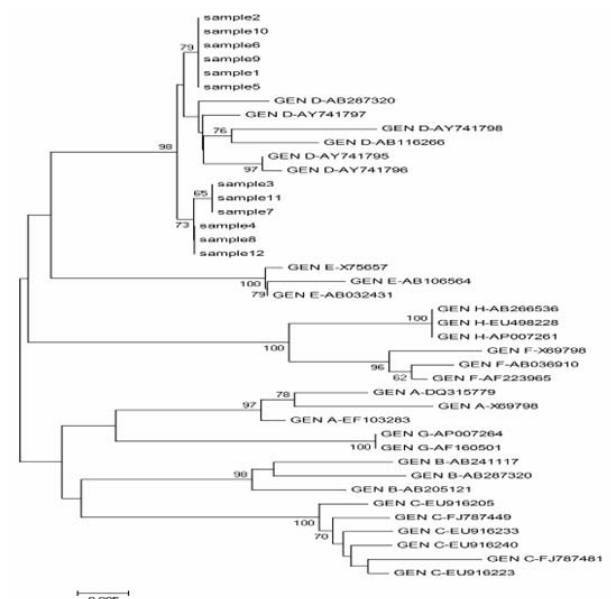 sample2
sample10
79
sample6
sample9
sample1
sample5
GEN D-AB287320
GEN D-AY741797
76
GEN D-AY741798
GEN D-AB116266
98
GEN D-AY741795
97
GEN D-AY741796
sample3
65
sample11
sample7
73
sample4
sample8
sample12
GEN E-X75657
100
GEN E-AB106564
79
GEN E-AB032431
GEN H-AB266536
100
GEN H-EU498228
GEN H-AP007261
100
GEN F-X69798
96
GEN F-AB036910
62
GEN F-AF223965
78
GEN A-DQ315779
97
GEN A-X69798
GEN A-EF103283
GEN G-AP007264
100
GEN G-AF160501
GEN B-AB241117
98
GEN B-AB287320
GEN B-AB205121
GEN C-EU916205
100
GEN C-FJ787449
70
GEN C-EU916233
GEN C-EU916240
GEN C-FJ787481
GEN C-EU916223